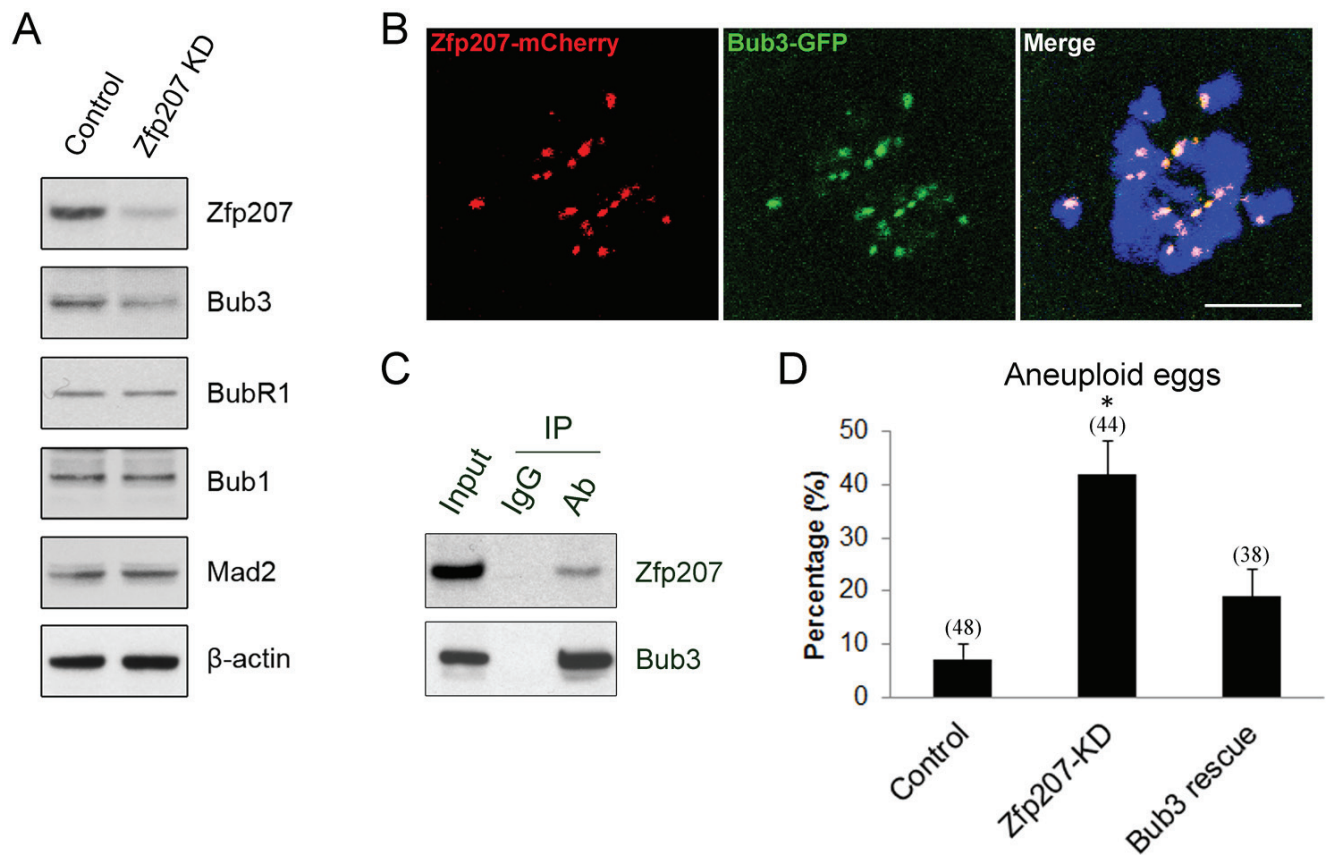 A
Control
Zfp207 KD
Zfp207
Bub3
BubR1
Bub1
Mad2
β-actin
B
Zfp207-mCherry
Bub3-GFP
Merge
C
IP
Input
IgG
Ab
Zfp207
Bub3
D
Aneuploid eggs
*
(44)
(38)
(48)
50
40
30
20
10
0
Percentage (%)
Control
Zfp207-KD
Bub3 rescue